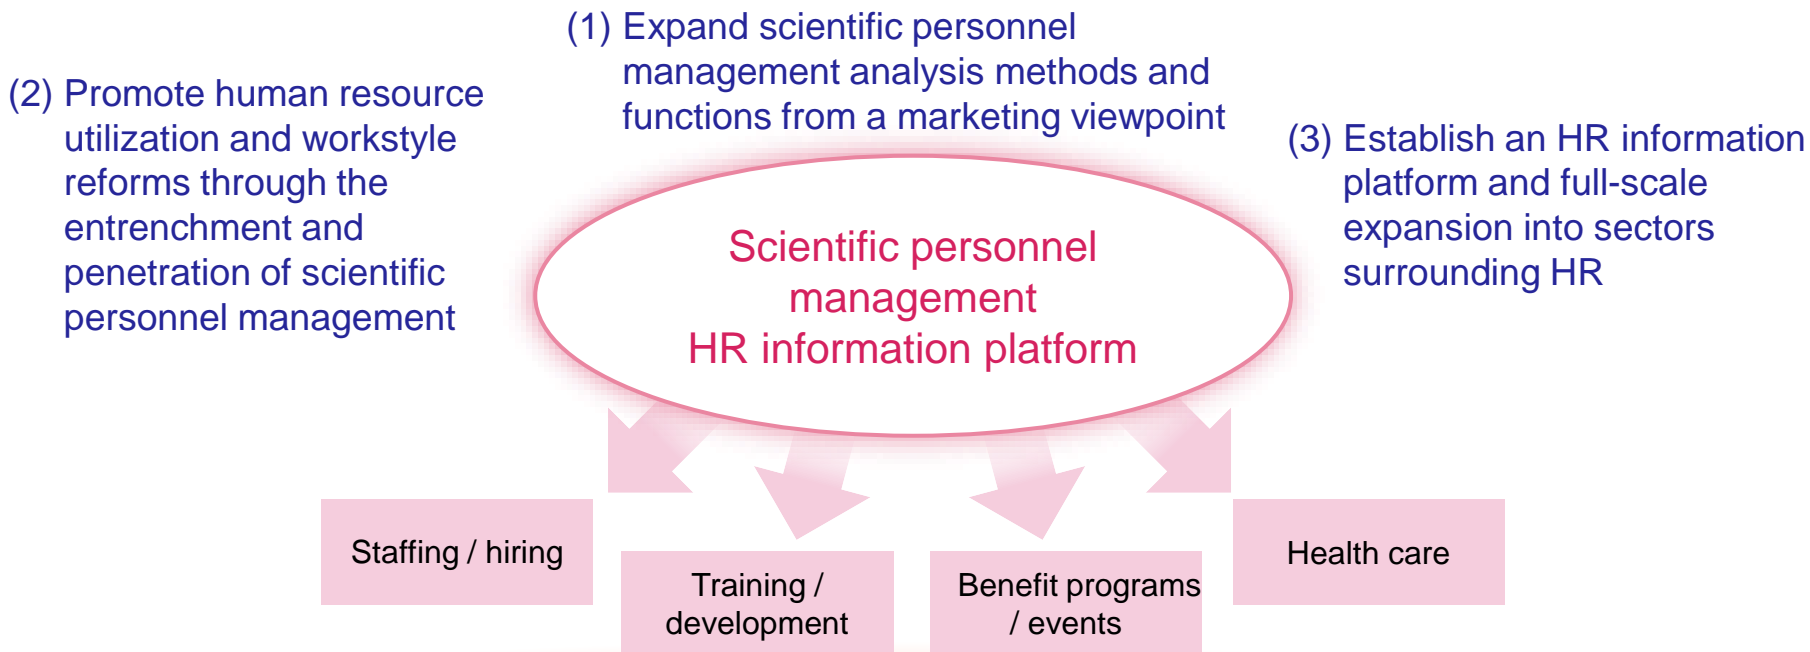 (1) Expand scientific personnel
management analysis methods and
functions from a marketing viewpoint
(2) Promote human resource
utilization and workstyle
reforms through the
entrenchment and
penetration of scientific
personnel management
(3) Establish an HR information
platform and full-scale
expansion into sectors
surrounding HR
Scientific personnel
management
HR information platform
Staffing / hiring
Training /
development
Benefit programs
/ events
Health care